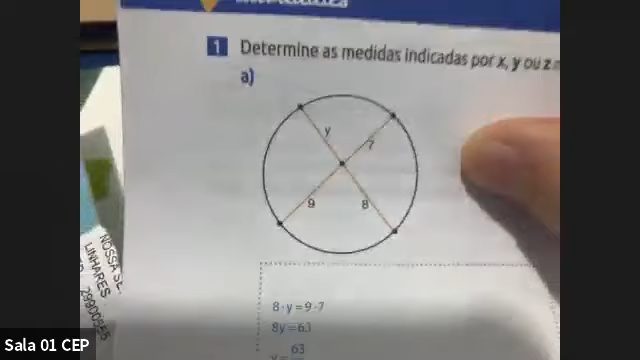 1 Determine as medidas indicadas por x, y ou z
a)
y
7
9
8
8·y=9·7
8y=63
63
NOSSA SE.
LINHARES
Sala 01 CEP